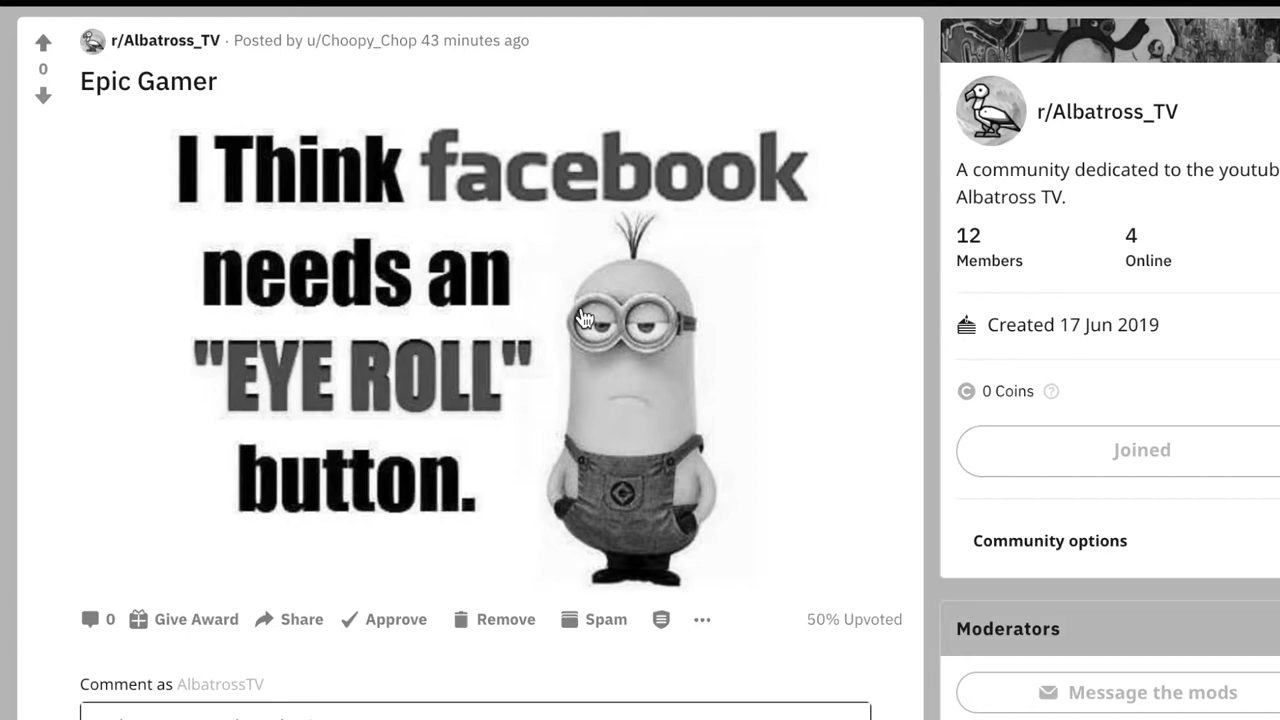 r/Albatross_TV · Posted by u/Choopy_Chop 43 minutes ago
0
Epic Gamer
I Think facebook
needs an
"EYE ROLL"
button.
0 Give Award Share Approve Remove Spam ... 50% Upvoted
Comment as AlbatrossTV
r/Albatross_TV
A community dedicated to the youtub
Albatross TV.
12 4
Members Online
Created 17 Jun 2019
0 Coins ?
Joined
Community options
Moderators
Message the mods